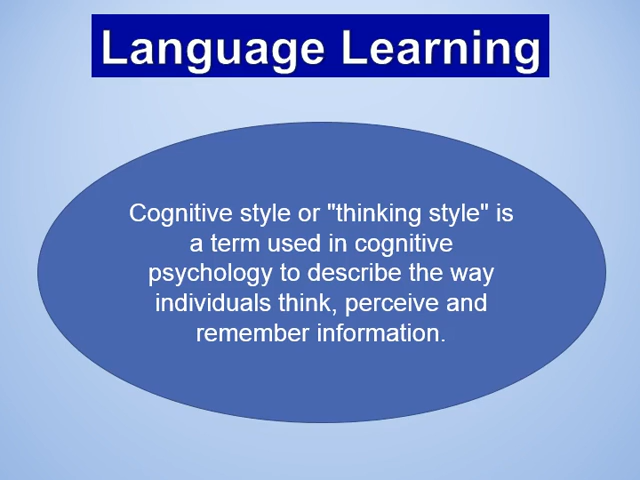 Language Learning
Cognitive style or "thinking style" is
a term used in cognitive
psychology to describe the way
individuals think, perceive and
remember information.